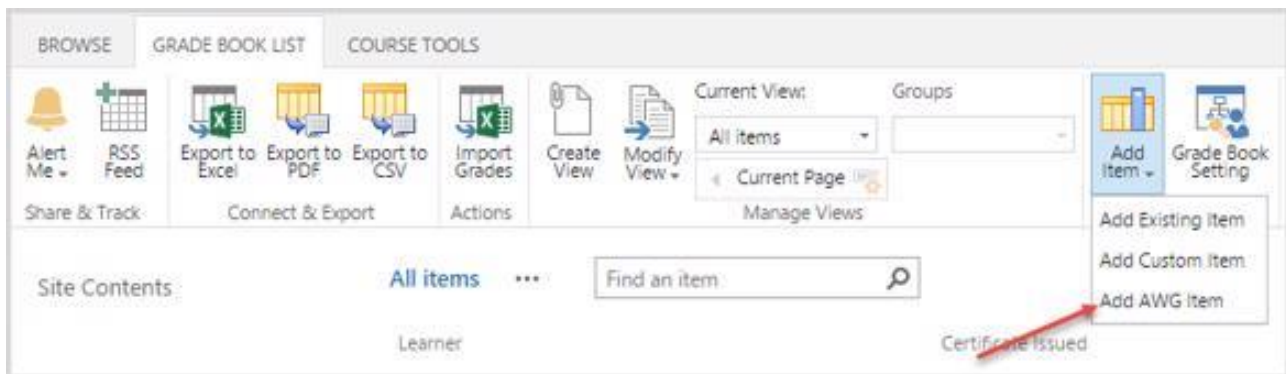 BROWSE
GRADE BOOK LIST
COURSE TOOLS
Alert
Me
RSS
Feed
Share & Track
Export to
Excel
Export to
PDF
Export to
CSV
Connect & Export
Import
Grades
Actions
Create
View
Modify
View
Current View:
All items
Current Page
Groups
Manage Views
Add
Item
Grade Book
Setting
Add Existing Item
Add Custom Item
Add AWG Item
Site Contents
All items
Find an item
Learner
Certificate Issued